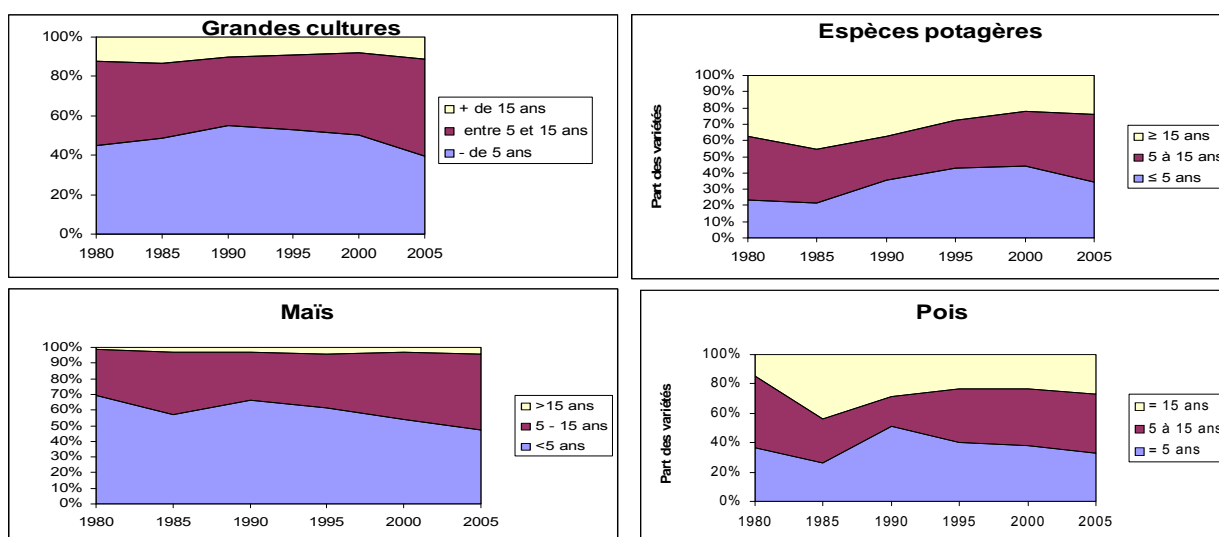 Grandes cultures
100%
80%
60%
40%
20%
0%
1980 1985 1990 1995 2000 2005
+ de 15 ans
entre 5 et 15 ans
- de 5 ans
Espèces potagères
Part des variétés
100%
90%
80%
70%
60%
50%
40%
30%
20%
10%
0%
1980 1985 1990 1995 2000 2005
≥ 15 ans
5 à 15 ans
≤ 5 ans
Maïs
100%
90%
80%
70%
60%
50%
40%
30%
20%
10%
0%
1980 1985 1990 1995 2000 2005
>15 ans
5 - 15 ans
<5 ans
Pois
Part des variétés
100%
80%
60%
40%
20%
0%
1980 1985 1990 1995 2000 2005
= 15 ans
5 à 15 ans
= 5 ans